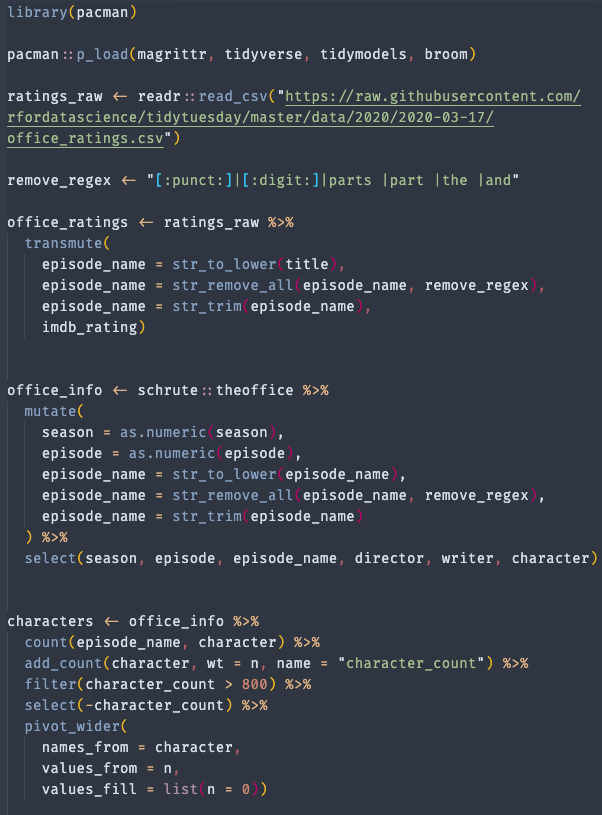 library(pacman)
pacman::p_load(magrittr, tidyverse, tidymodels, broom)
ratings_raw <- readr::read_csv("https://raw.githubusercontent.com/
rfordatascience/tidytuesday/master/data/2020/2020-03-17/
office_ratings.csv")
remove_regex <- "[:punct:]|[:digit:]|parts |part |the |and"
office_ratings <- ratings_raw %>%
transmute(
episode_name = str_to_lower(title),
episode_name = str_remove_all(episode_name, remove_regex),
episode_name = str_trim(episode_name),
imdb_rating)
office_info <- schrute::theoffice %>%
mutate(
season = as.numeric(season),
episode = as.numeric(episode),
episode_name = str_to_lower(episode_name),
episode_name = str_remove_all(episode_name, remove_regex),
episode_name = str_trim(episode_name)
) %>%
select(season, episode, episode_name, director, writer, character)
characters <- office_info %>%
count(episode_name, character) %>%
add_count(character, wt = n, name = "character_count") %>%
filter(character_count > 800) %>%
select(-character_count) %>%
pivot_wider(
names_from = character,
values_from = n,
values_fill = list(n = 0))